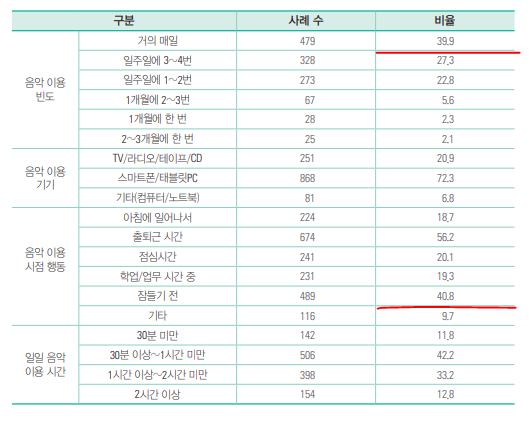 구분 사례 수 비율
거의 매일 479 39.9
일주일에 3~4번 328 27.3
일주일에 1~2번 273 22.8
음악 이용
빈도
1개월에 2~3번 67 5.6
1개월에 한 번 28 2.3
2~3개월에 한 번 25 2.1
TV/라디오/테이프/CD 251 20.9
음악 이용
기기
스마트폰/태블릿PC 868 72.3
기타(컴퓨터/노트북) 81 6.8
아침에 일어나서 224 18.7
출퇴근 시간 674 56.2
음악 이용
시점 행동
점심시간 241 20.1
학업/업무 시간 중 231 19.3
잠들기 전 489 40.8
기타 116 9.7
30분 미만 142 11.8
일일 음악
이용 시간
30분 이상~1시간 미만 506 42.2
1시간 이상~2시간 미만 398 33.2
2시간 이상 154 12.8